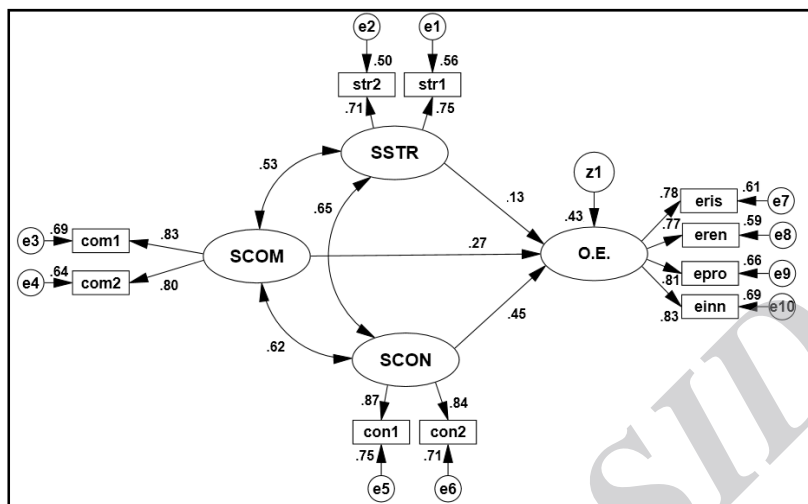 e2
e1
.50
.56
str2
str1
.71
.75
SSTR
.53
z1
.65
.13
.43
.78
eris
.61
e7
.77
eren
.59
e8
e3
.69
com1
.83
SCOM
.27
O.E.
e4
.64
com2
.80
epro
.66
e9
.81
einn
.69
e10
.83
.62
.45
SCON
.87
.84
con1
con2
.75
.71
e5
e6
SID